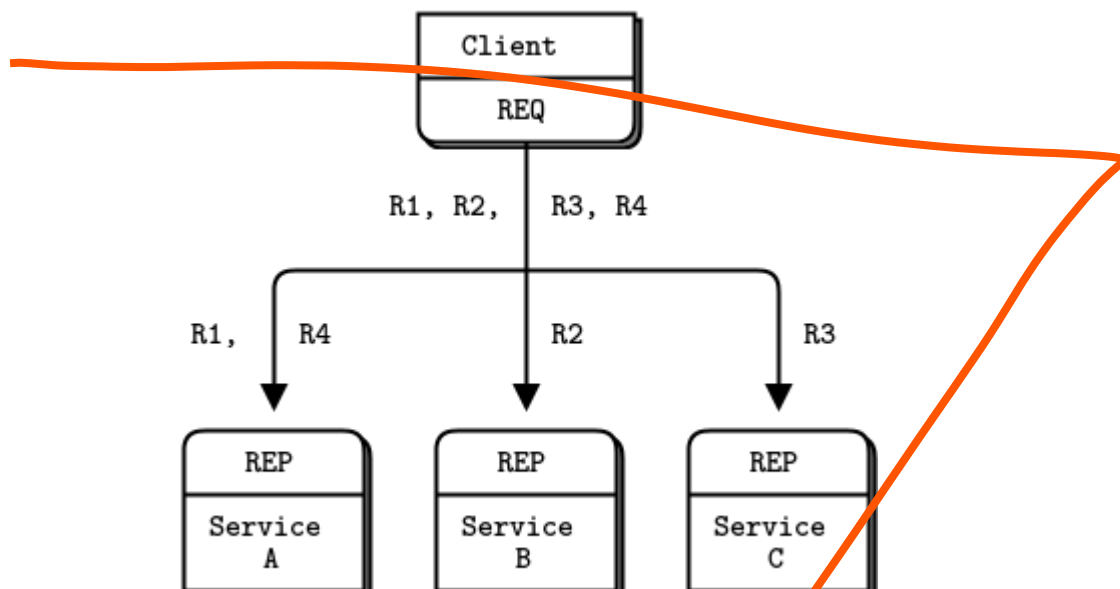 Client
REQ
R1, R2, R3, R4
R1, R4 R2 R3
REP REP REP
Service Service Service
A B C